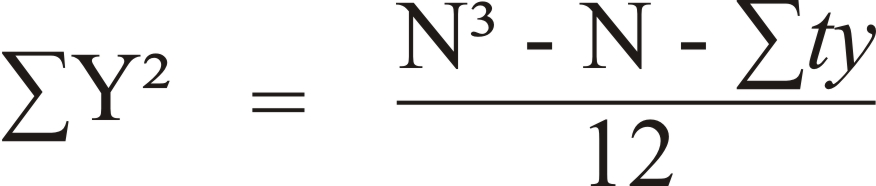 ∑Y² = N³ - N - ∑ty / 12